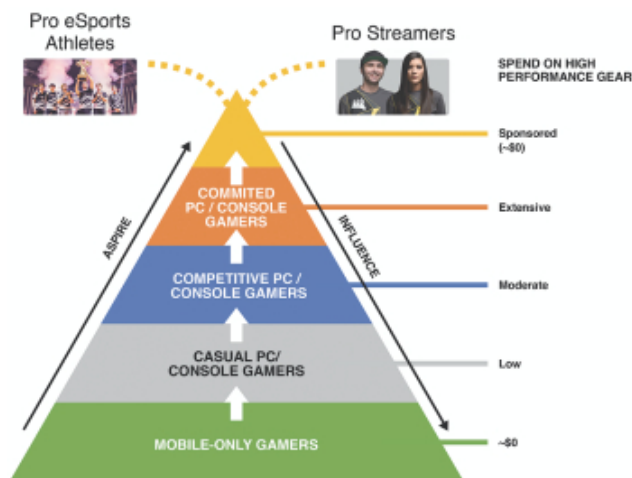 Pro eSports
Athletes
Pro Streamers
SPEND ON HIGH
PERFORMANCE GEAR
Sponsored
(~$0)
COMMITED
PC / CONSOLE
GAMERS
Extensive
ASPIRE
INFLUENCE
COMPETITIVE PC /
CONSOLE GAMERS
Moderate
CASUAL PC/
CONSOLE GAMERS
Low
MOBILE-ONLY GAMERS
~$0